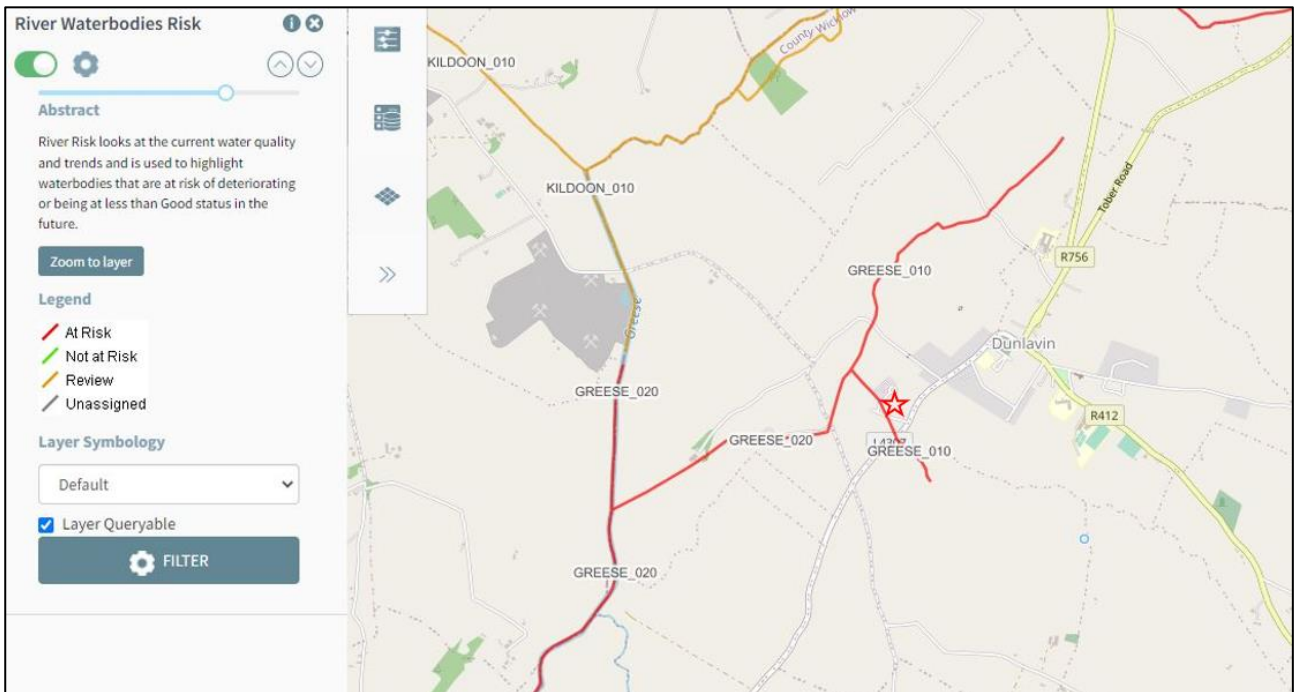 River Waterbodies Risk
Abstract
River Risk looks at the current water quality
and trends and is used to highlight
waterbodies that are at risk of deteriorating
or being at less than Good status in the
future.
Zoom to layer
Legend
At Risk
Not at Risk
Review
Unassigned
Layer Symbology
Default
Layer Queryable
FILTER
County Wicklow
KILDOON_010
KILDOON_010
Tober Road
R756
GREESE_010
Greese
Dunlavin
GREESE_020
R412
GREESE_020
GREESE_010
GREESE_020